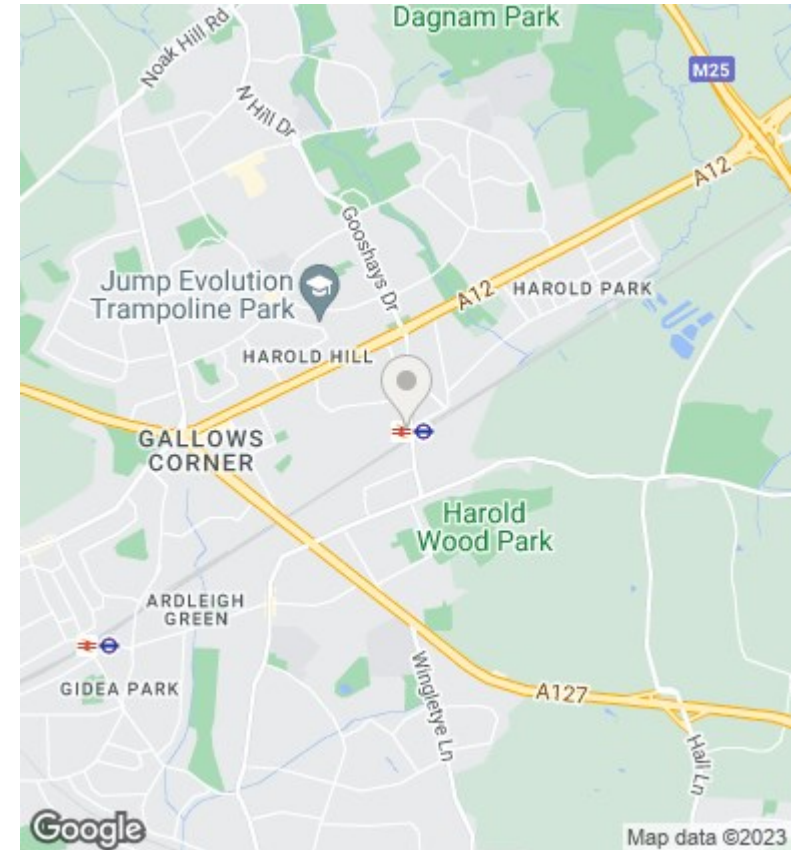 Dagnam Park
Noak Hill Rd
M25
N Hill Dr
A12
Gooshays Dr
Jump Evolution
Trampoline Park
A12
HAROLD PARK
HAROLD HILL
GALLOWS
CORNER
Harold
Wood Park
ARDLEIGH
GREEN
GIDEA PARK
Wingletye Ln
A127
Hall Ln
Google
Map data ©2023